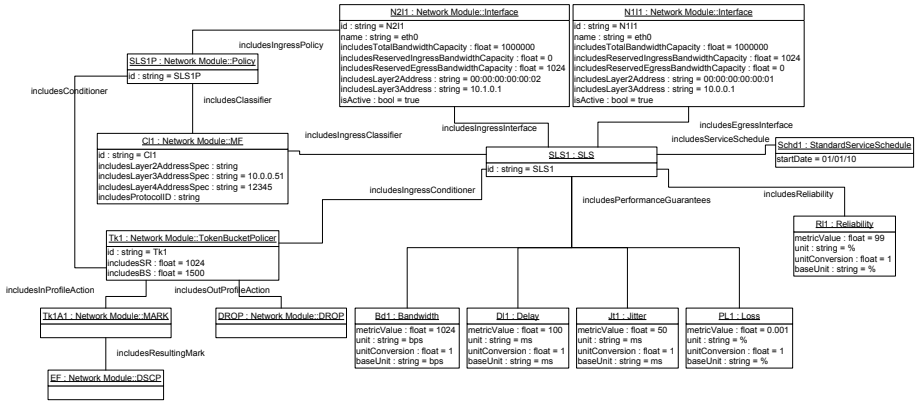 N2I1 : Network Module::Interface
id : string = N2I1
name : string = eth0
includesTotalBandwidthCapacity : float = 1000000
includesReservedIngressBandwidthCapacity : float = 0
includesReservedEgressBandwidthCapacity : float = 1024
includesLayer2Address : string = 00:00:00:00:00:02
includesLayer3Address : string = 10.1.0.1
isActive : bool = true
N1I1 : Network Module::Interface
id : string = N1I1
name : string = eth0
includesTotalBandwidthCapacity : float = 1000000
includesReservedIngressBandwidthCapacity : float = 1024
includesReservedEgressBandwidthCapacity : float = 0
includesLayer2Address : string = 00:00:00:00:00:01
includesLayer3Address : string = 10.0.0.1
isActive : bool = true
includesIngressPolicy
SLS1P : Network Module::Policy
id : string = SLS1P
includesConditioner
includesClassifier
includesIngressInterface
includesEgressInterface
includesIngressClassifier
includesServiceSchedule
Cl1 : Network Module::MF
id : string = Cl1
includesLayer2AddressSpec : string
includesLayer3AddressSpec : string = 10.0.0.51
includesLayer4AddressSpec : string = 12345
includesProtocolID : string
SLS1 : SLS
id : string = SLS1
Schd1 : StandardServiceSchedule
startDate = 01/01/10
includesIngressConditioner
includesPerformanceGuarantees
includesReliability
Rl1 : Reliability
metricValue : float = 99
unit : string = %
unitConversion : float = 1
baseUnit : string = %
Tk1 : Network Module::TokenBucketPolicer
id : string = Tk1
includesSR : float = 1024
includesBS : float = 1500
includesInProfileAction
includesOutProfileAction
Tk1A1 : Network Module::MARK
DROP : Network Module::DROP
includesResultingMark
EF : Network Module::DSCP
Bd1 : Bandwidth
metricValue : float = 1024
unit : string = bps
unitConversion : float = 1
baseUnit : string = bps
Dl1 : Delay
metricValue : float = 100
unit : string = ms
unitConversion : float = 1
baseUnit : string = ms
Jt1 : Jitter
metricValue : float = 50
unit : string = ms
unitConversion : float = 1
baseUnit : string = ms
PL1 : Loss
metricValue : float = 0.001
unit : string = %
unitConversion : float = 1
baseUnit : string = %